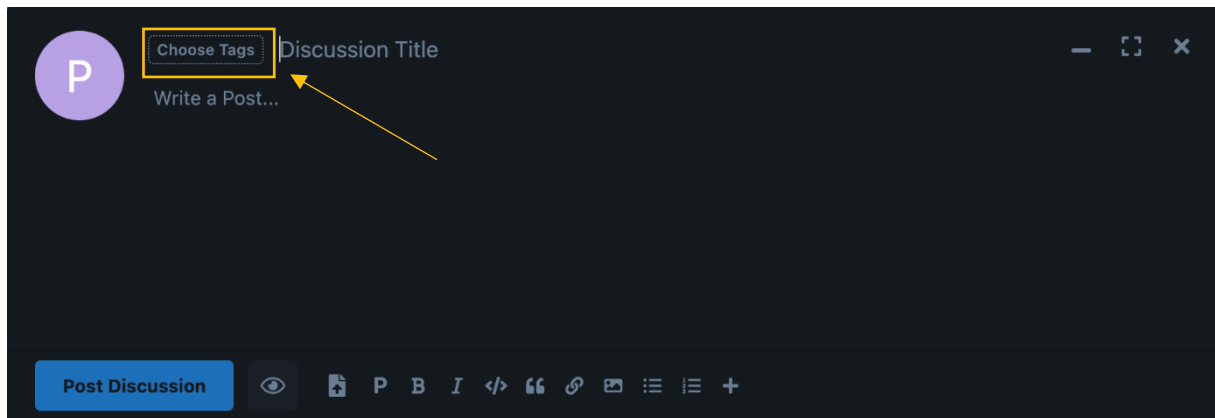 P
Choose Tags Discussion Title
Write a Post...
Post Discussion P B I </> “